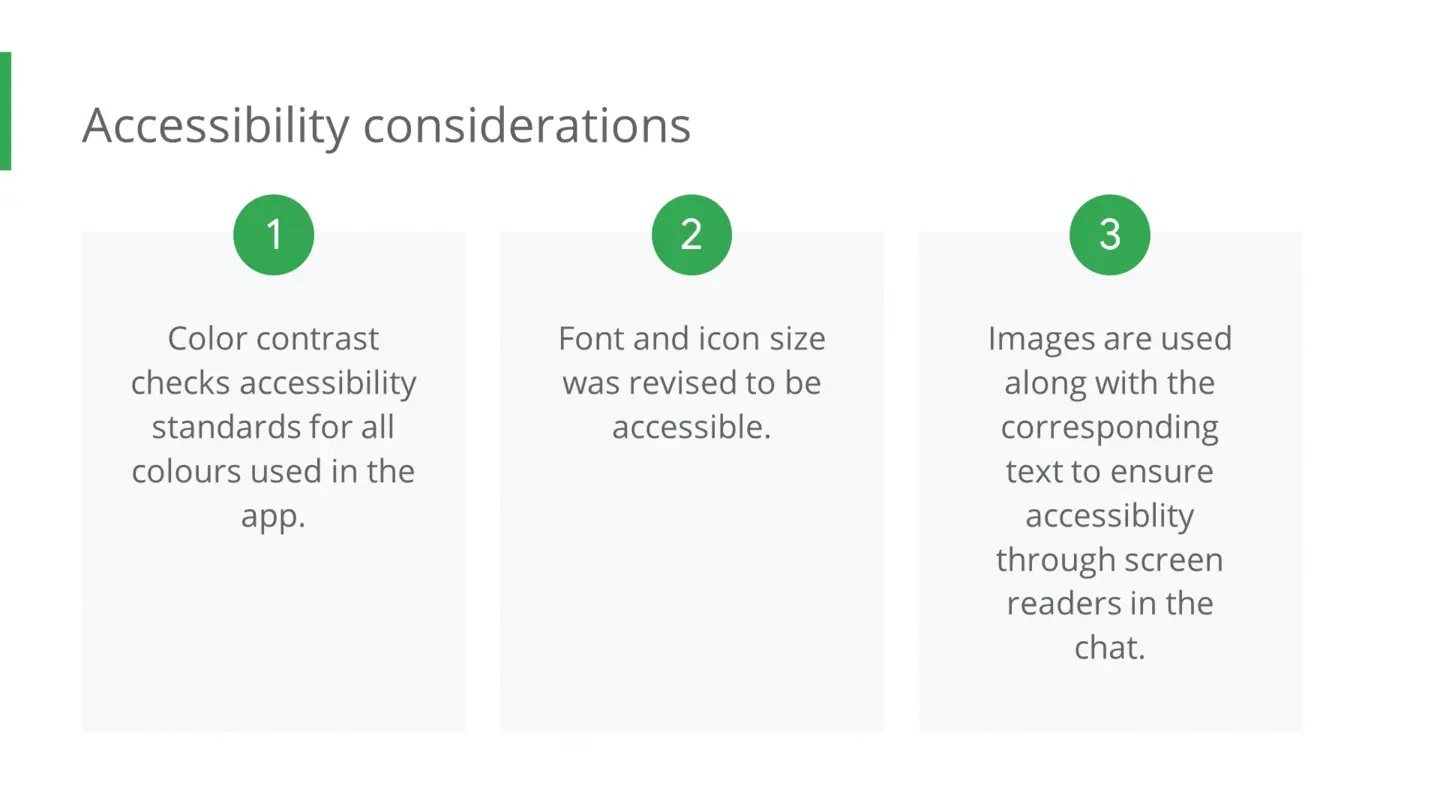 Accessibility considerations
1
Color contrast
checks accessibility
standards for all
colours used in the
app.
2
Font and icon size
was revised to be
accessible.
3
Images are used
along with the
corresponding
text to ensure
accessiblity
through screen
readers in the
chat.